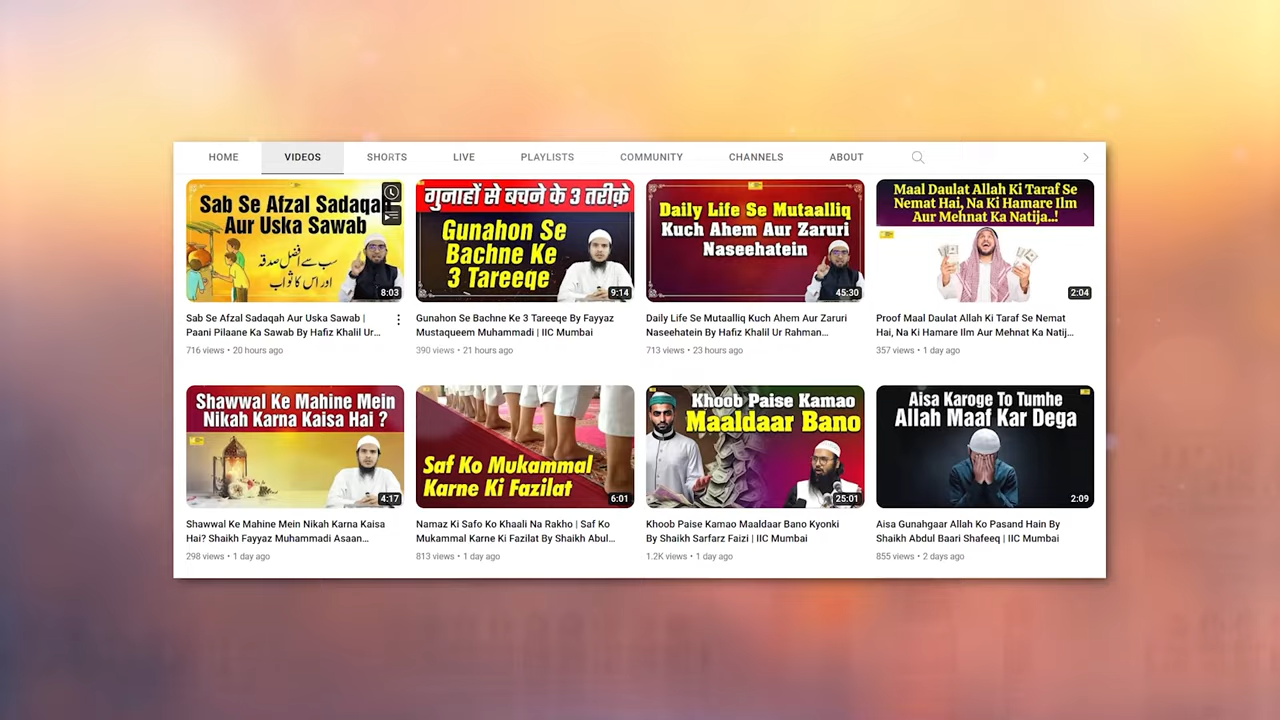 HOME VIDEOS SHORTS LIVE PLAYLISTS COMMUNITY CHANNELS ABOUT
Sab Se Afzal Sadaqah
Aur Uska Sawab
سب سے افضل صدقہ
اور اس کا ثواب
8:03
गुनाहों से बचने के 3 तरीक़े
Gunahon Se
Bachne Ke
3 Tareeqe
9:14
Daily Life Se Mutaalliq
Kuch Ahem Aur Zaruri
Naseehatein
45:30
Maal Daulat Allah Ki Taraf Se
Nemat Hai, Na Ki Hamare Ilm
Aur Mehnat Ka Natija..!
2:04
Sab Se Afzal Sadaqah Aur Uska Sawab |
Paani Pilaane Ka Sawab By Hafiz Khalil Ur...
716 views • 20 hours ago
Gunahon Se Bachne Ke 3 Tareeqe By Fayyaz
Mustaqueem Muhammadi | IIC Mumbai
390 views • 21 hours ago
Daily Life Se Mutaalliq Kuch Ahem Aur Zaruri
Naseehatein By Hafiz Khalil Ur Rahman...
713 views • 23 hours ago
Proof Maal Daulat Allah Ki Taraf Se Nemat
Hai, Na Ki Hamare Ilm Aur Mehnat Ka Natij...
357 views • 1 day ago
Shawwal Ke Mahine Mein
Nikah Karna Kaisa Hai ?
4:17
Saf Ko Mukammal
Karne Ki Fazilat
6:01
Khoob Paise Kamao
Maaldaar Bano
25:01
Aisa Karoge To Tumhe
Allah Maaf Kar Dega
2:09
Shawwal Ke Mahine Mein Nikah Karna Kaisa
Hai? Shaikh Fayyaz Muhammadi Asaan...
298 views • 1 day ago
Namaz Ki Safo Ko Khaali Na Rakho | Saf Ko
Mukammal Karne Ki Fazilat By Shaikh Abul...
813 views • 1 day ago
Khoob Paise Kamao Maaldaar Bano Kyonki
By Shaikh Sarfarz Faizi | IIC Mumbai
1.2K views • 1 day ago
Aisa Gunahgaar Allah Ko Pasand Hain By
Shaikh Abdul Baari Shafeeq | IIC Mumbai
855 views • 2 days ago